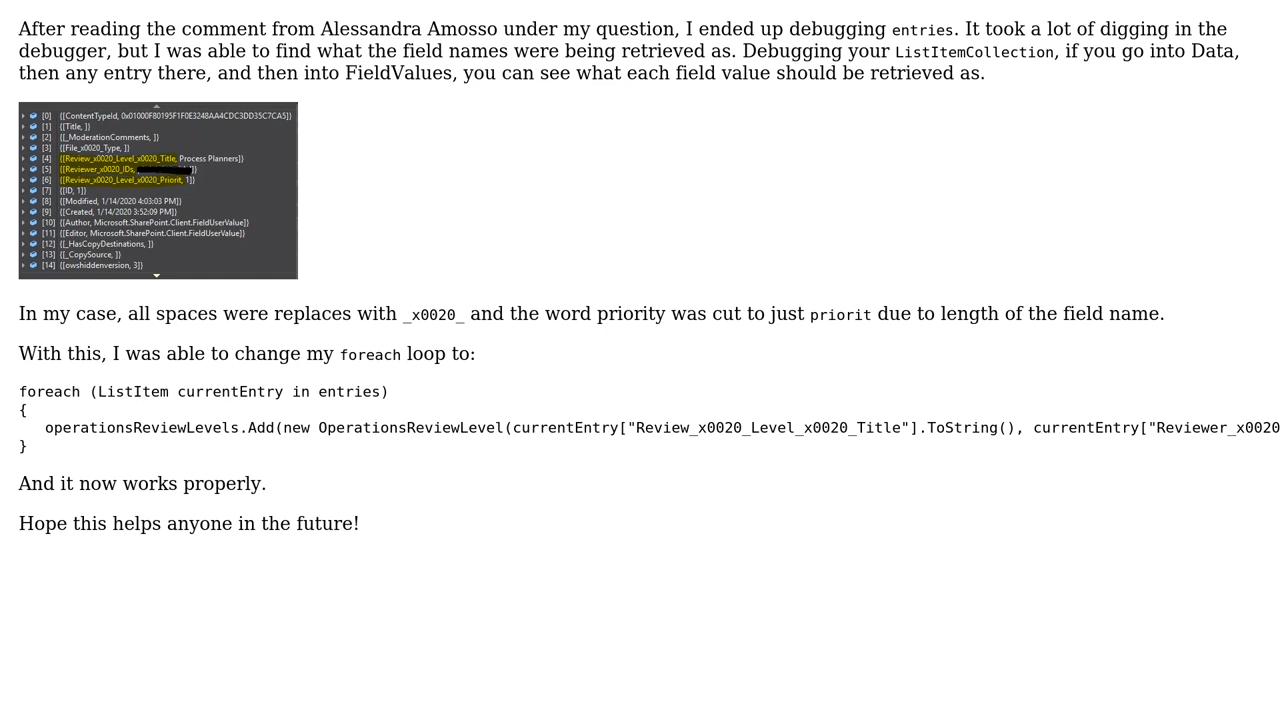 After reading the comment from Alessandra Amosso under my question, I ended up debugging entries. It took a lot of digging in the
debugger, but I was able to find what the field names were being retrieved as. Debugging your ListItemCollection, if you go into Data,
then any entry there, and then into FieldValues, you can see what each field value should be retrieved as.
[0] {[ContentTypeId, 0x01000F80195F1F0E3248AA4CDC3DD35C7CA5]}
[1] {[Title, ]}
[2] {[_ModerationComments, ]}
[3] {[File_x0020_Type, ]}
[4] {[Review_x0020_Level_x0020_Title, Process Planners]}
[5] {[Reviewer_x0020_IDs, ]}
[6] {[Review_x0020_Level_x0020_Priorit, 1]}
[7] {[ID, 1]}
[8] {[Modified, 1/14/2020 4:03:03 PM]}
[9] {[Created, 1/14/2020 3:52:09 PM]}
[10] {[Author, Microsoft.SharePoint.Client.FieldUserValue]}
[11] {[Editor, Microsoft.SharePoint.Client.FieldUserValue]}
[12] {[_HasCopyDestinations, ]}
[13] {[_CopySource, ]}
[14] {[owshiddenversion, 3]}
In my case, all spaces were replaces with _x0020_ and the word priority was cut to just priorit due to length of the field name.
With this, I was able to change my foreach loop to:
foreach (ListItem currentEntry in entries)
{
operationsReviewLevels.Add(new OperationsReviewLevel(currentEntry["Review_x0020_Level_x0020_Title"].ToString(), currentEntry["Reviewer_x0020
}
And it now works properly.
Hope this helps anyone in the future!